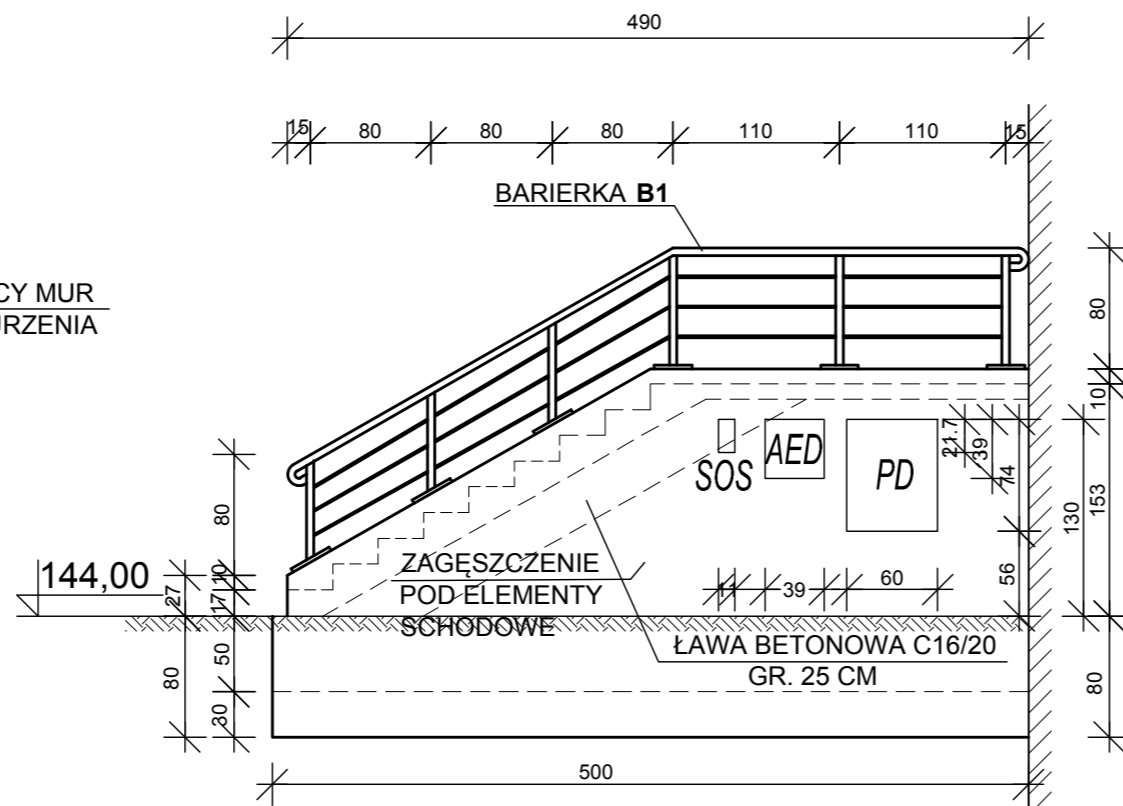 490
15 80 80 80 110 110 15
BARIERKA B1
CY MUR
URZENIA
80
10
153
130
21.7
39
74
56
SOS
AED
PD
11 39 60
80
10
17
27
144,00
ZAGĘSZCZENIE
POD ELEMENTY
SCHODOWE
ŁAWA BETONOWA C16/20
GR. 25 CM
50
80
30
80
500